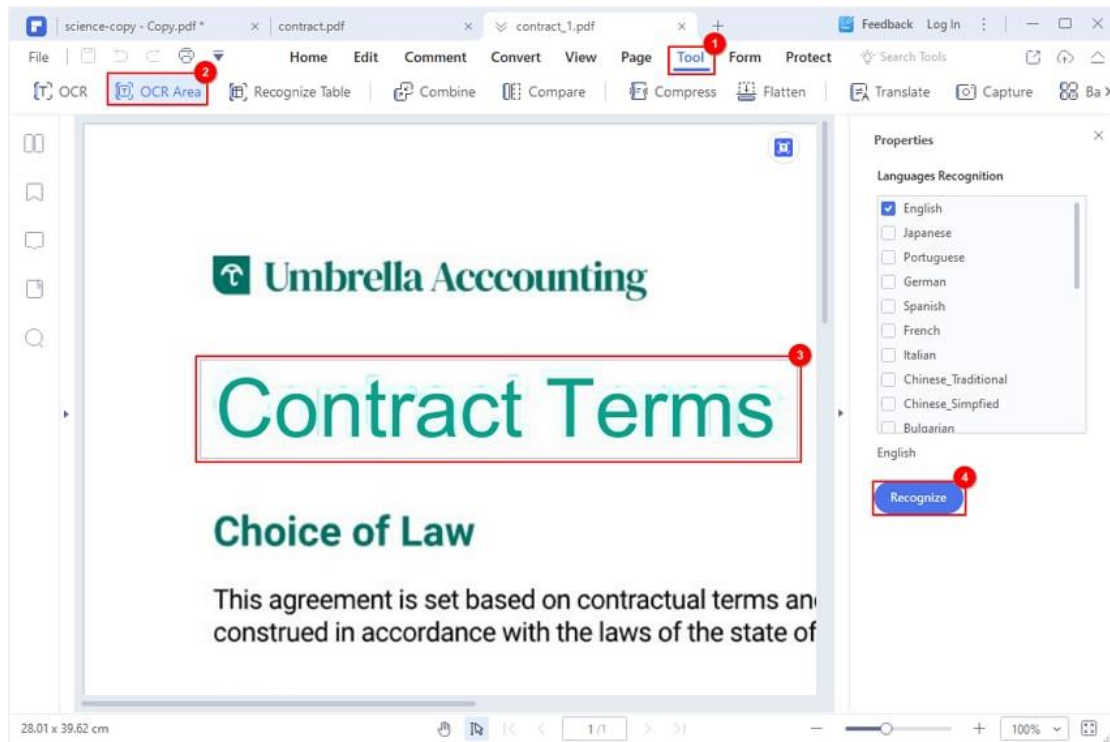 science-copy - Copy.pdf * × contract.pdf × contract_1.pdf × + Feedback Log In
1
File Home Edit Comment Convert View Page Tool Form Protect Search Tools
2
OCR OCR Area Recognize Table Combine Compare Compress Flatten Translate Capture Ba
Properties
Languages Recognition
English
Japanese
Portuguese
German
Spanish
French
Italian
Chinese_Traditional
Chinese_Simpfied
Bulgarian
English
4
Recognize
Umbrella Acccounting
3
Contract Terms
Choice of Law
This agreement is set based on contractual terms and
construed in accordance with the laws of the state of
28.01 x 39.62 cm 1/1 − + 100%